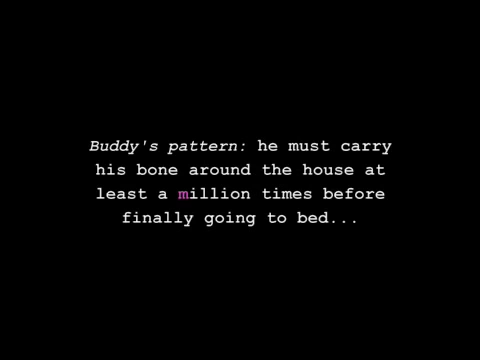 Buddy's pattern: he must carry
his bone around the house at
least a million times before
finally going to bed...